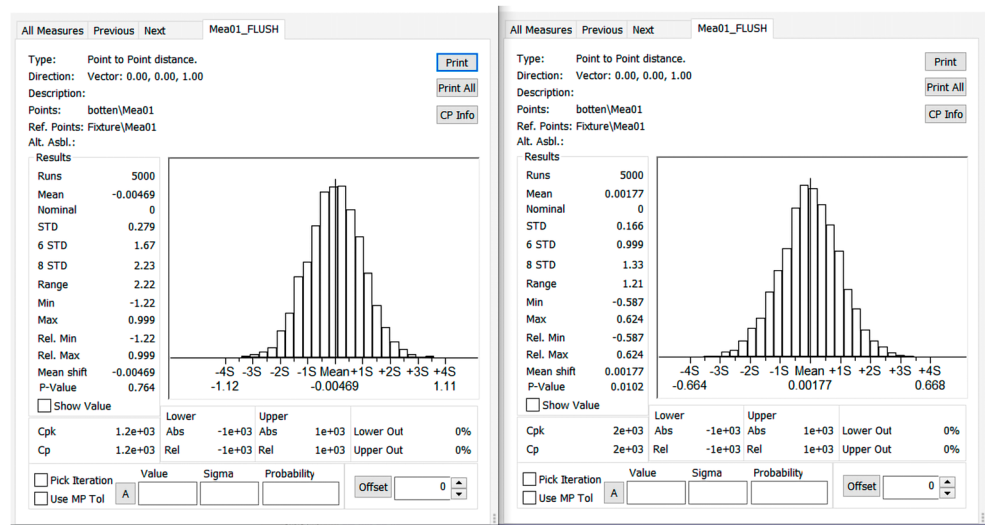 All Measures Previous Next Mea01_FLUSH
Type: Point to Point distance.
Direction: Vector: 0.00, 0.00, 1.00
Description:
Points: botten\Mea01
Ref. Points: Fixture\Mea01
Alt. Asbl.:
Print
Print All
CP Info
Results
Runs 5000
Mean -0.00469
Nominal 0
STD 0.279
6 STD 1.67
8 STD 2.23
Range 2.22
Min -1.22
Max 0.999
Rel. Min -1.22
Rel. Max 0.999
Mean shift -0.00469
P-Value 0.764
Show Value
-4S -3S -2S -1S Mean +1S +2S +3S +4S
-1.12 -0.00469 1.11
Lower Upper
Cpk 1.2e+03 Abs -1e+03 Abs 1e+03 Lower Out 0%
Cp 1.2e+03 Rel -1e+03 Rel 1e+03 Upper Out 0%
Pick Iteration
Use MP Tol
A
Value Sigma Probability
Offset 0
All Measures Previous Next Mea01_FLUSH
Type: Point to Point distance.
Direction: Vector: 0.00, 0.00, 1.00
Description:
Points: botten\Mea01
Ref. Points: Fixture\Mea01
Alt. Asbl.:
Print
Print All
CP Info
Results
Runs 5000
Mean 0.00177
Nominal 0
STD 0.166
6 STD 0.999
8 STD 1.33
Range 1.21
Min -0.587
Max 0.624
Rel. Min -0.587
Rel. Max 0.624
Mean shift 0.00177
P-Value 0.0102
Show Value
-4S -3S -2S -1S Mean +1S +2S +3S +4S
-0.664 0.00177 0.668
Lower Upper
Cpk 2e+03 Abs -1e+03 Abs 1e+03 Lower Out 0%
Cp 2e+03 Rel -1e+03 Rel 1e+03 Upper Out 0%
Pick Iteration
Use MP Tol
A
Value Sigma Probability
Offset 0